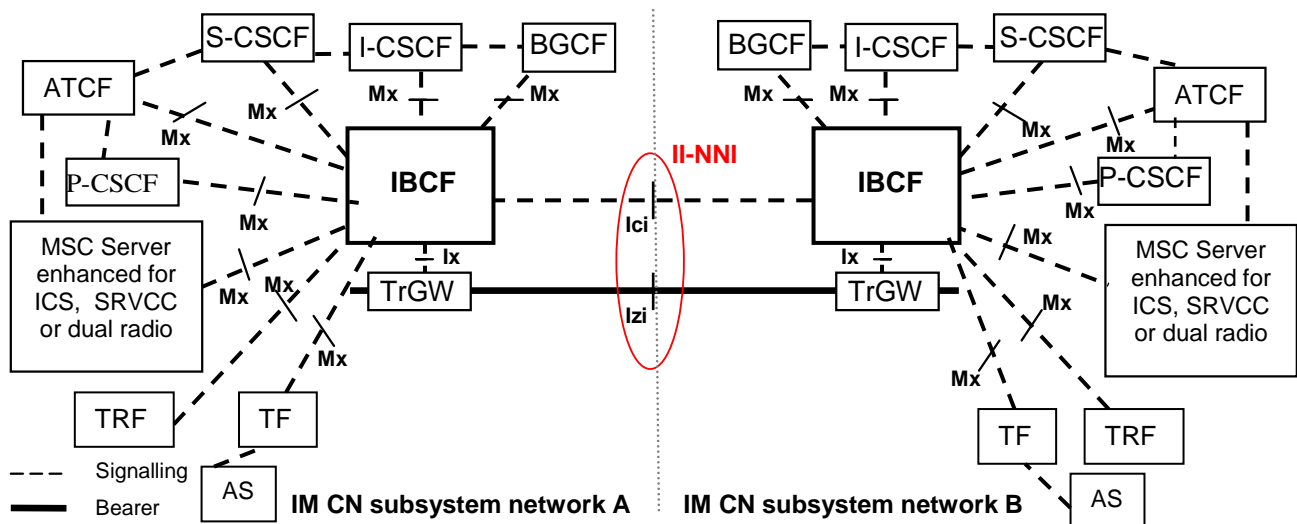 S-CSCF
I-CSCF
BGCF
BGCF
I-CSCF
S-CSCF
ATCF
ATCF
Mx
Mx
Mx
Mx
Mx
Mx
Mx
Mx
II-NNI
P-CSCF
IBCF
IBCF
P-CSCF
Mx
Ici
Mx
MSC Server
enhanced for
ICS, SRVCC
or dual radio
Mx
Mx
Mx
Ix
TrGW
Izi
Ix
TrGW
Mx
Mx
Mx
MSC Server
enhanced for
ICS, SRVCC
or dual radio
TRF
TF
TF
TRF
Signalling
Bearer
AS
IM CN subsystem network A
IM CN subsystem network B
AS